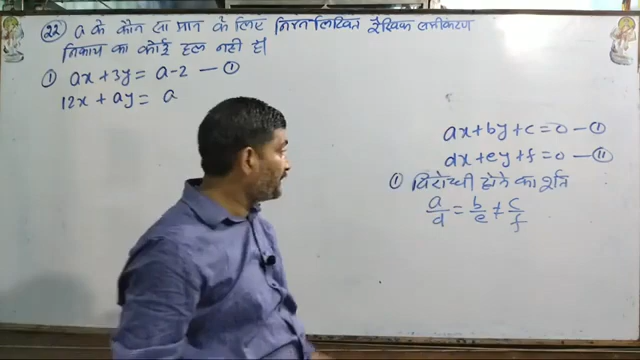 (22) a के कौन सा मान के लिए निम्नलिखित रैखिक समीकरण
निकाय का कोई हल नही है।
① ax + 3y = a-2 — ①
12x + ay = a
ax+by+c=0 — ①
dx+ey+f=0 — ⑪
① विरोधी होने का शर्त
a/d = b/e ≠ c/f